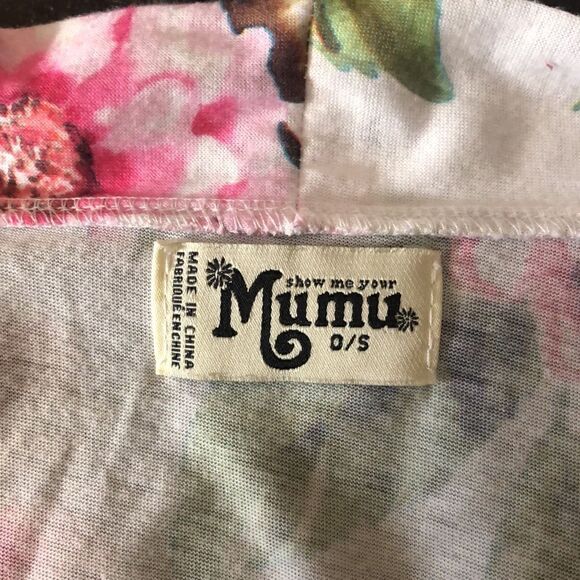 MADE IN CHINA
FABRIQUÉ EN CHINE
show me your
Mumu
O/S